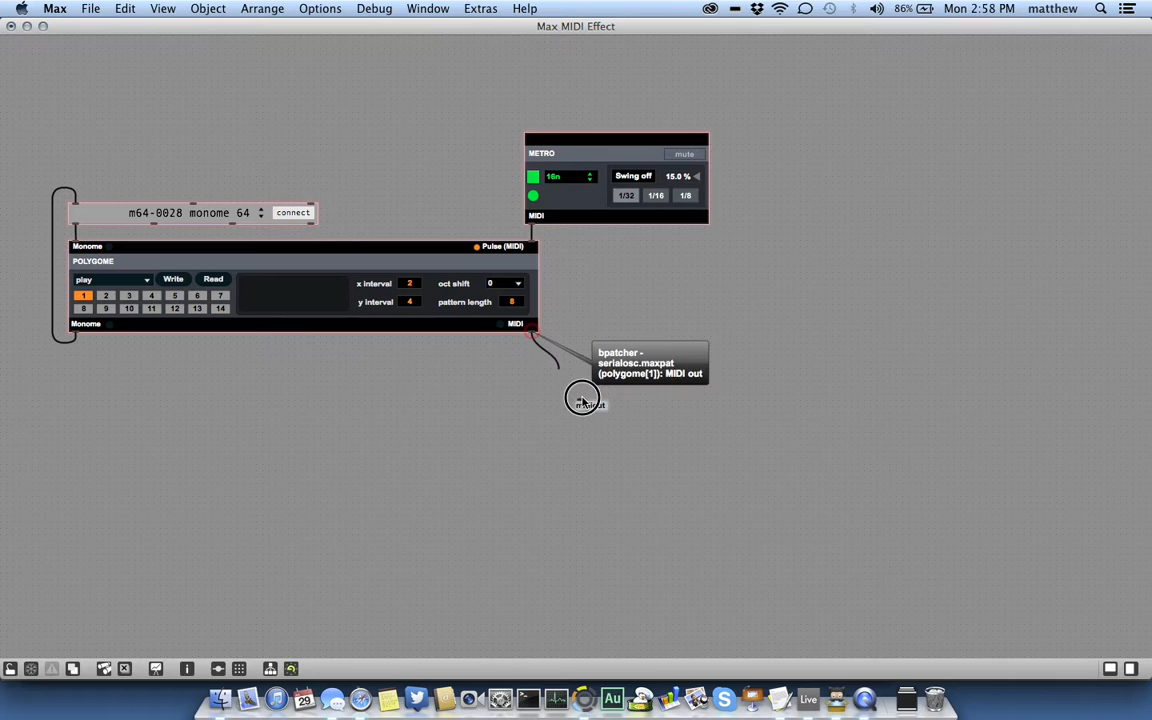 Max File Edit View Object Arrange Options Debug Window Extras Help 86% Mon 2:58 PM matthew
Max MIDI Effect
METRO mute
16n Swing off 15.0 %
1/32 1/16 1/8
MIDI
m64-0028 monome 64 connect
Monome Pulse (MIDI)
POLYGOME
play Write Read x interval 2 oct shift 0
1 2 3 4 5 6 7
8 9 10 11 12 13 14
y interval 4 pattern length 8
Monome MIDI
bpatcher -
serialosc.maxpat
(polygome[1]): MIDI out
Au
Live